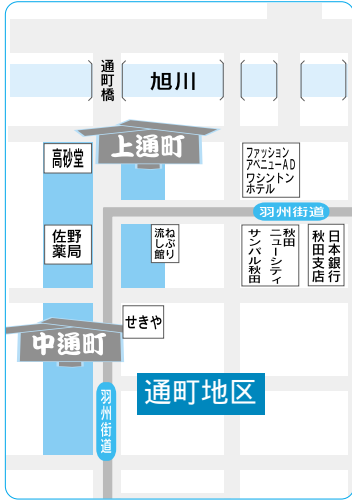 通町橋
旭川
上通町
高砂堂
ファッション
アベニューAD
ワシントン
ホテル
羽州街道
佐野
薬局
ねぶり
流し館
秋田
ニューシティ
サンパル秋田
日本銀行
秋田支店
せきや
中通町
通町地区
羽州街道